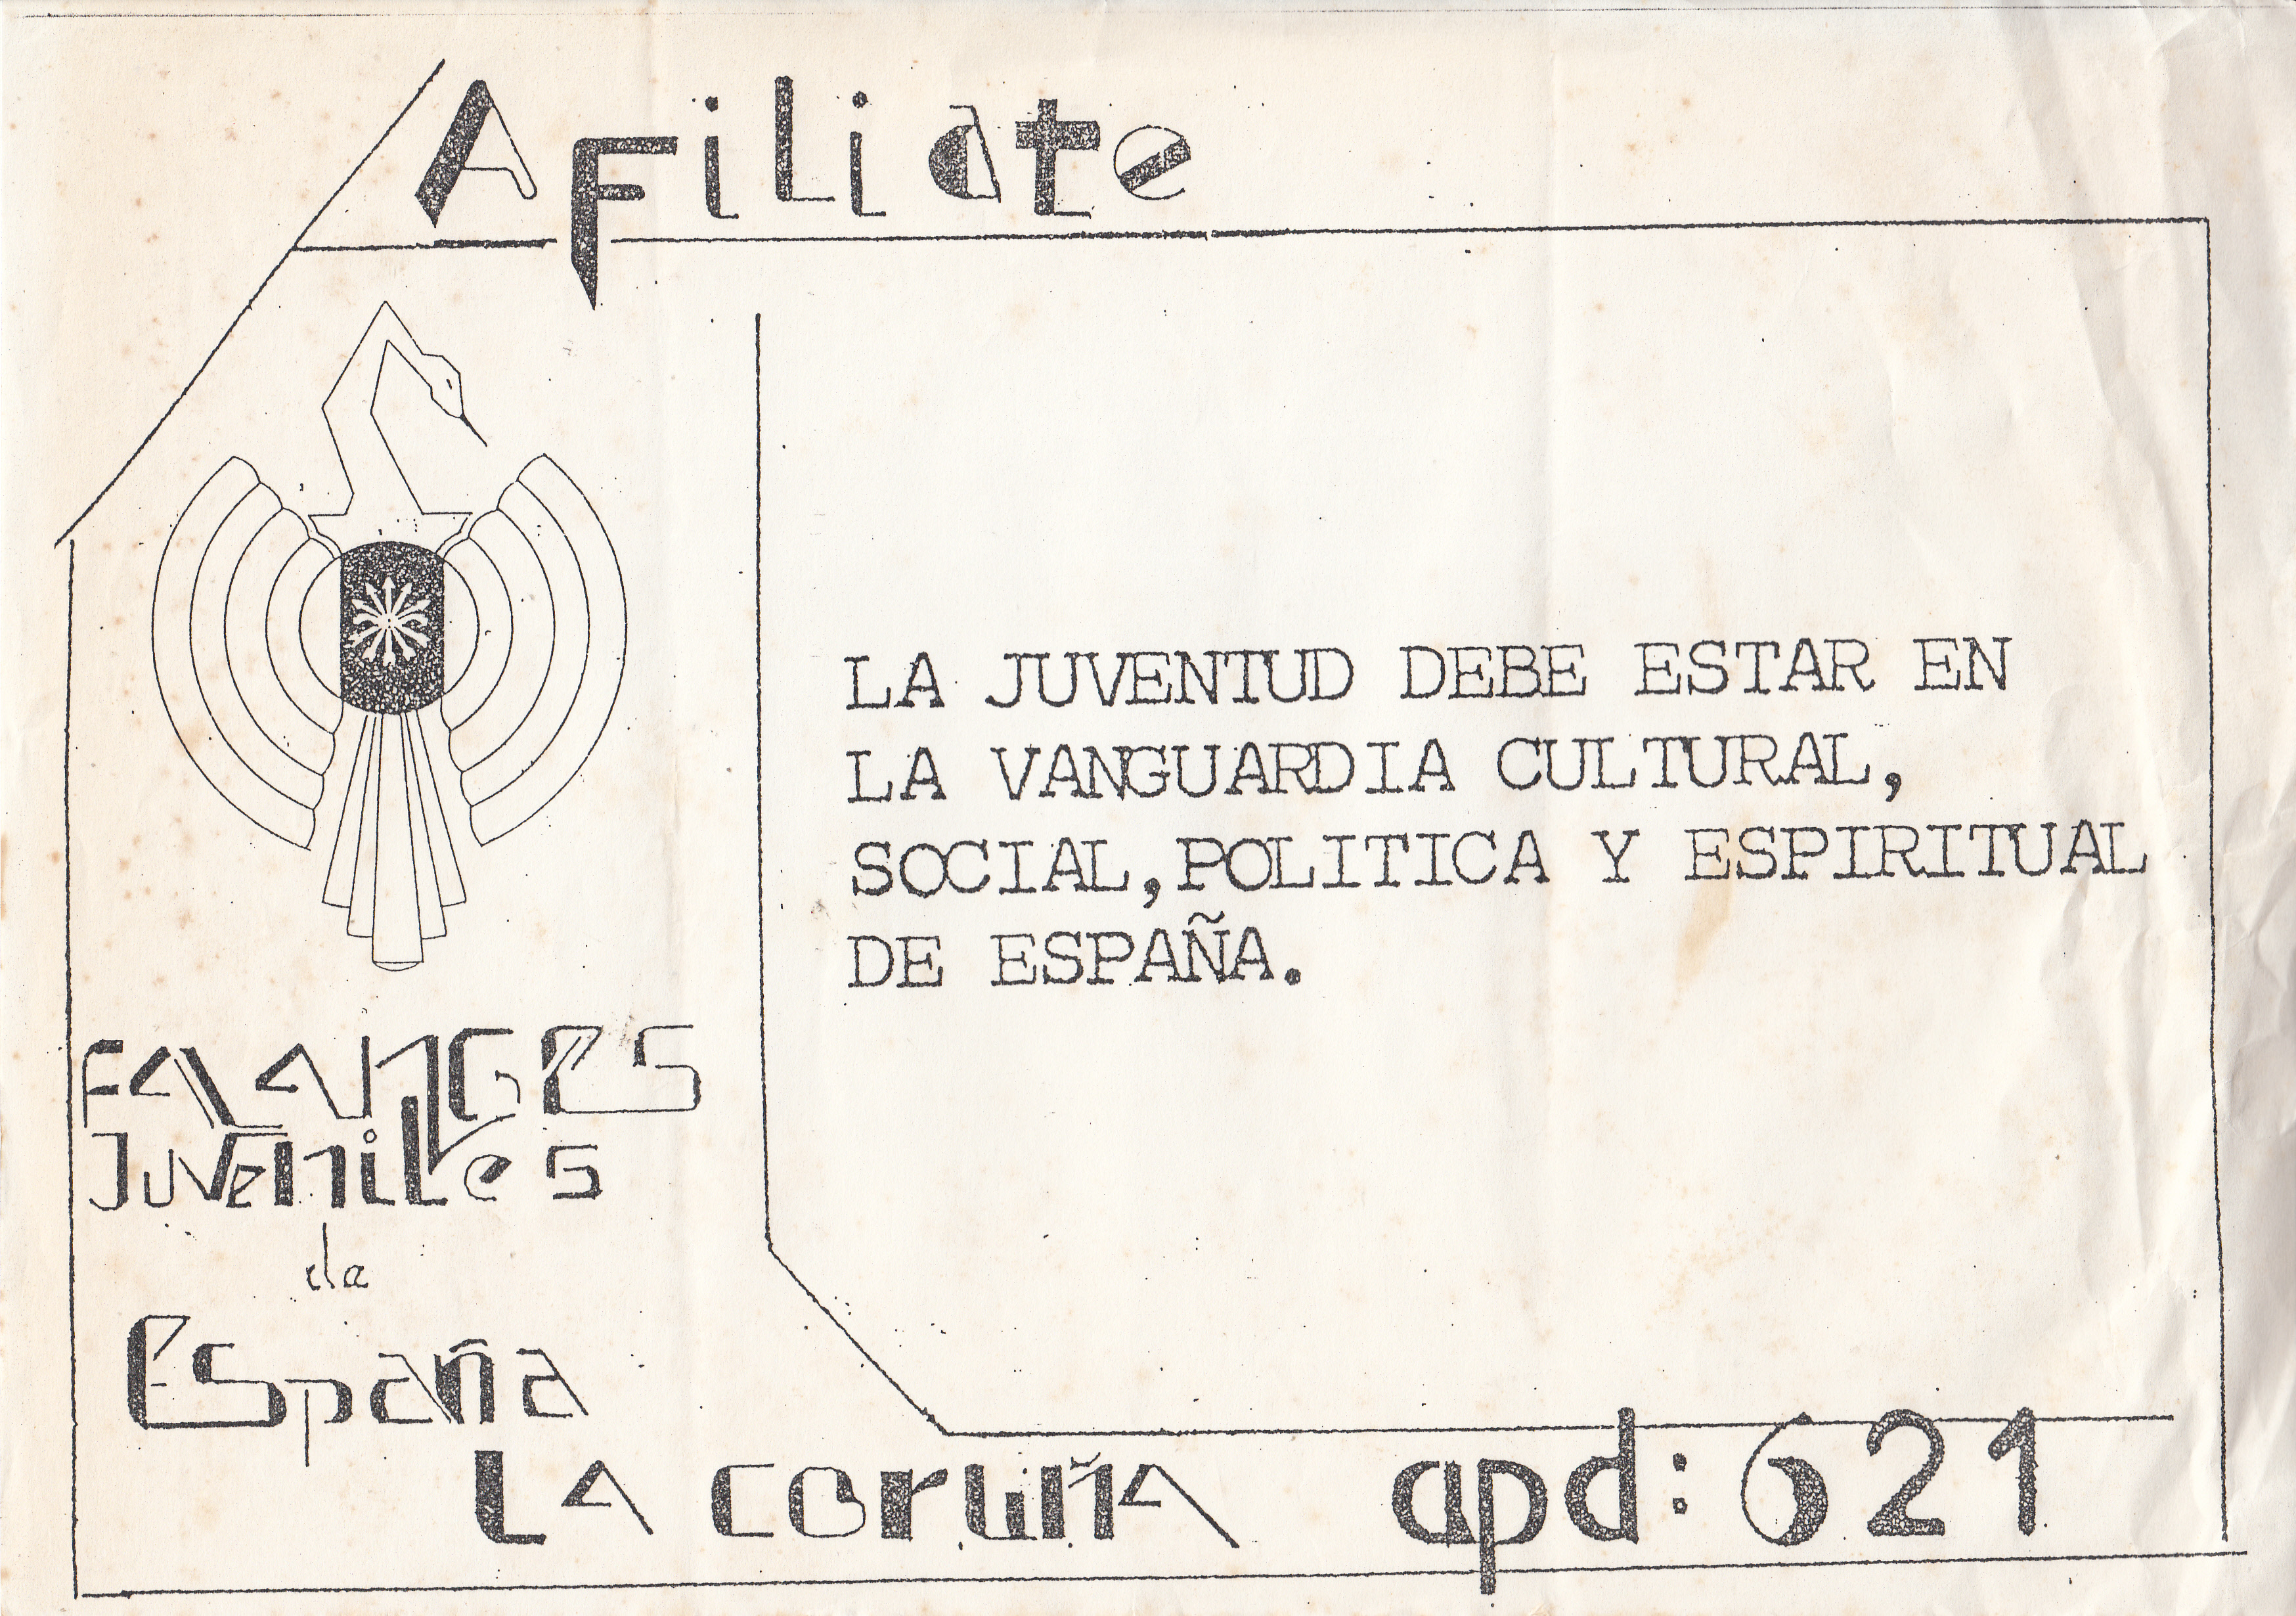 AFiLiate
LA JUVENTUD DEBE ESTAR EN
LA VANGUARDIA CULTURAL,
SOCIAL,POLITICA Y ESPIRITUAL
DE ESPAÑA.
FALANGES
JUVeniLes
de
España
LA coruñA apd: 621